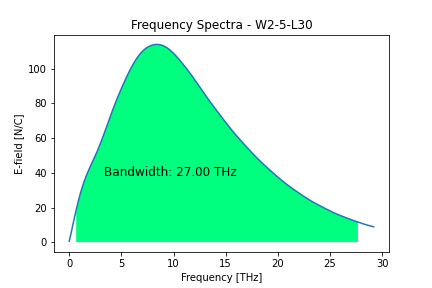 Frequency Spectra - W2-5-L30
E-field [N/C]
100
80
60
40
20
0
Bandwidth: 27.00 THz
0 5 10 15 20 25 30
Frequency [THz]